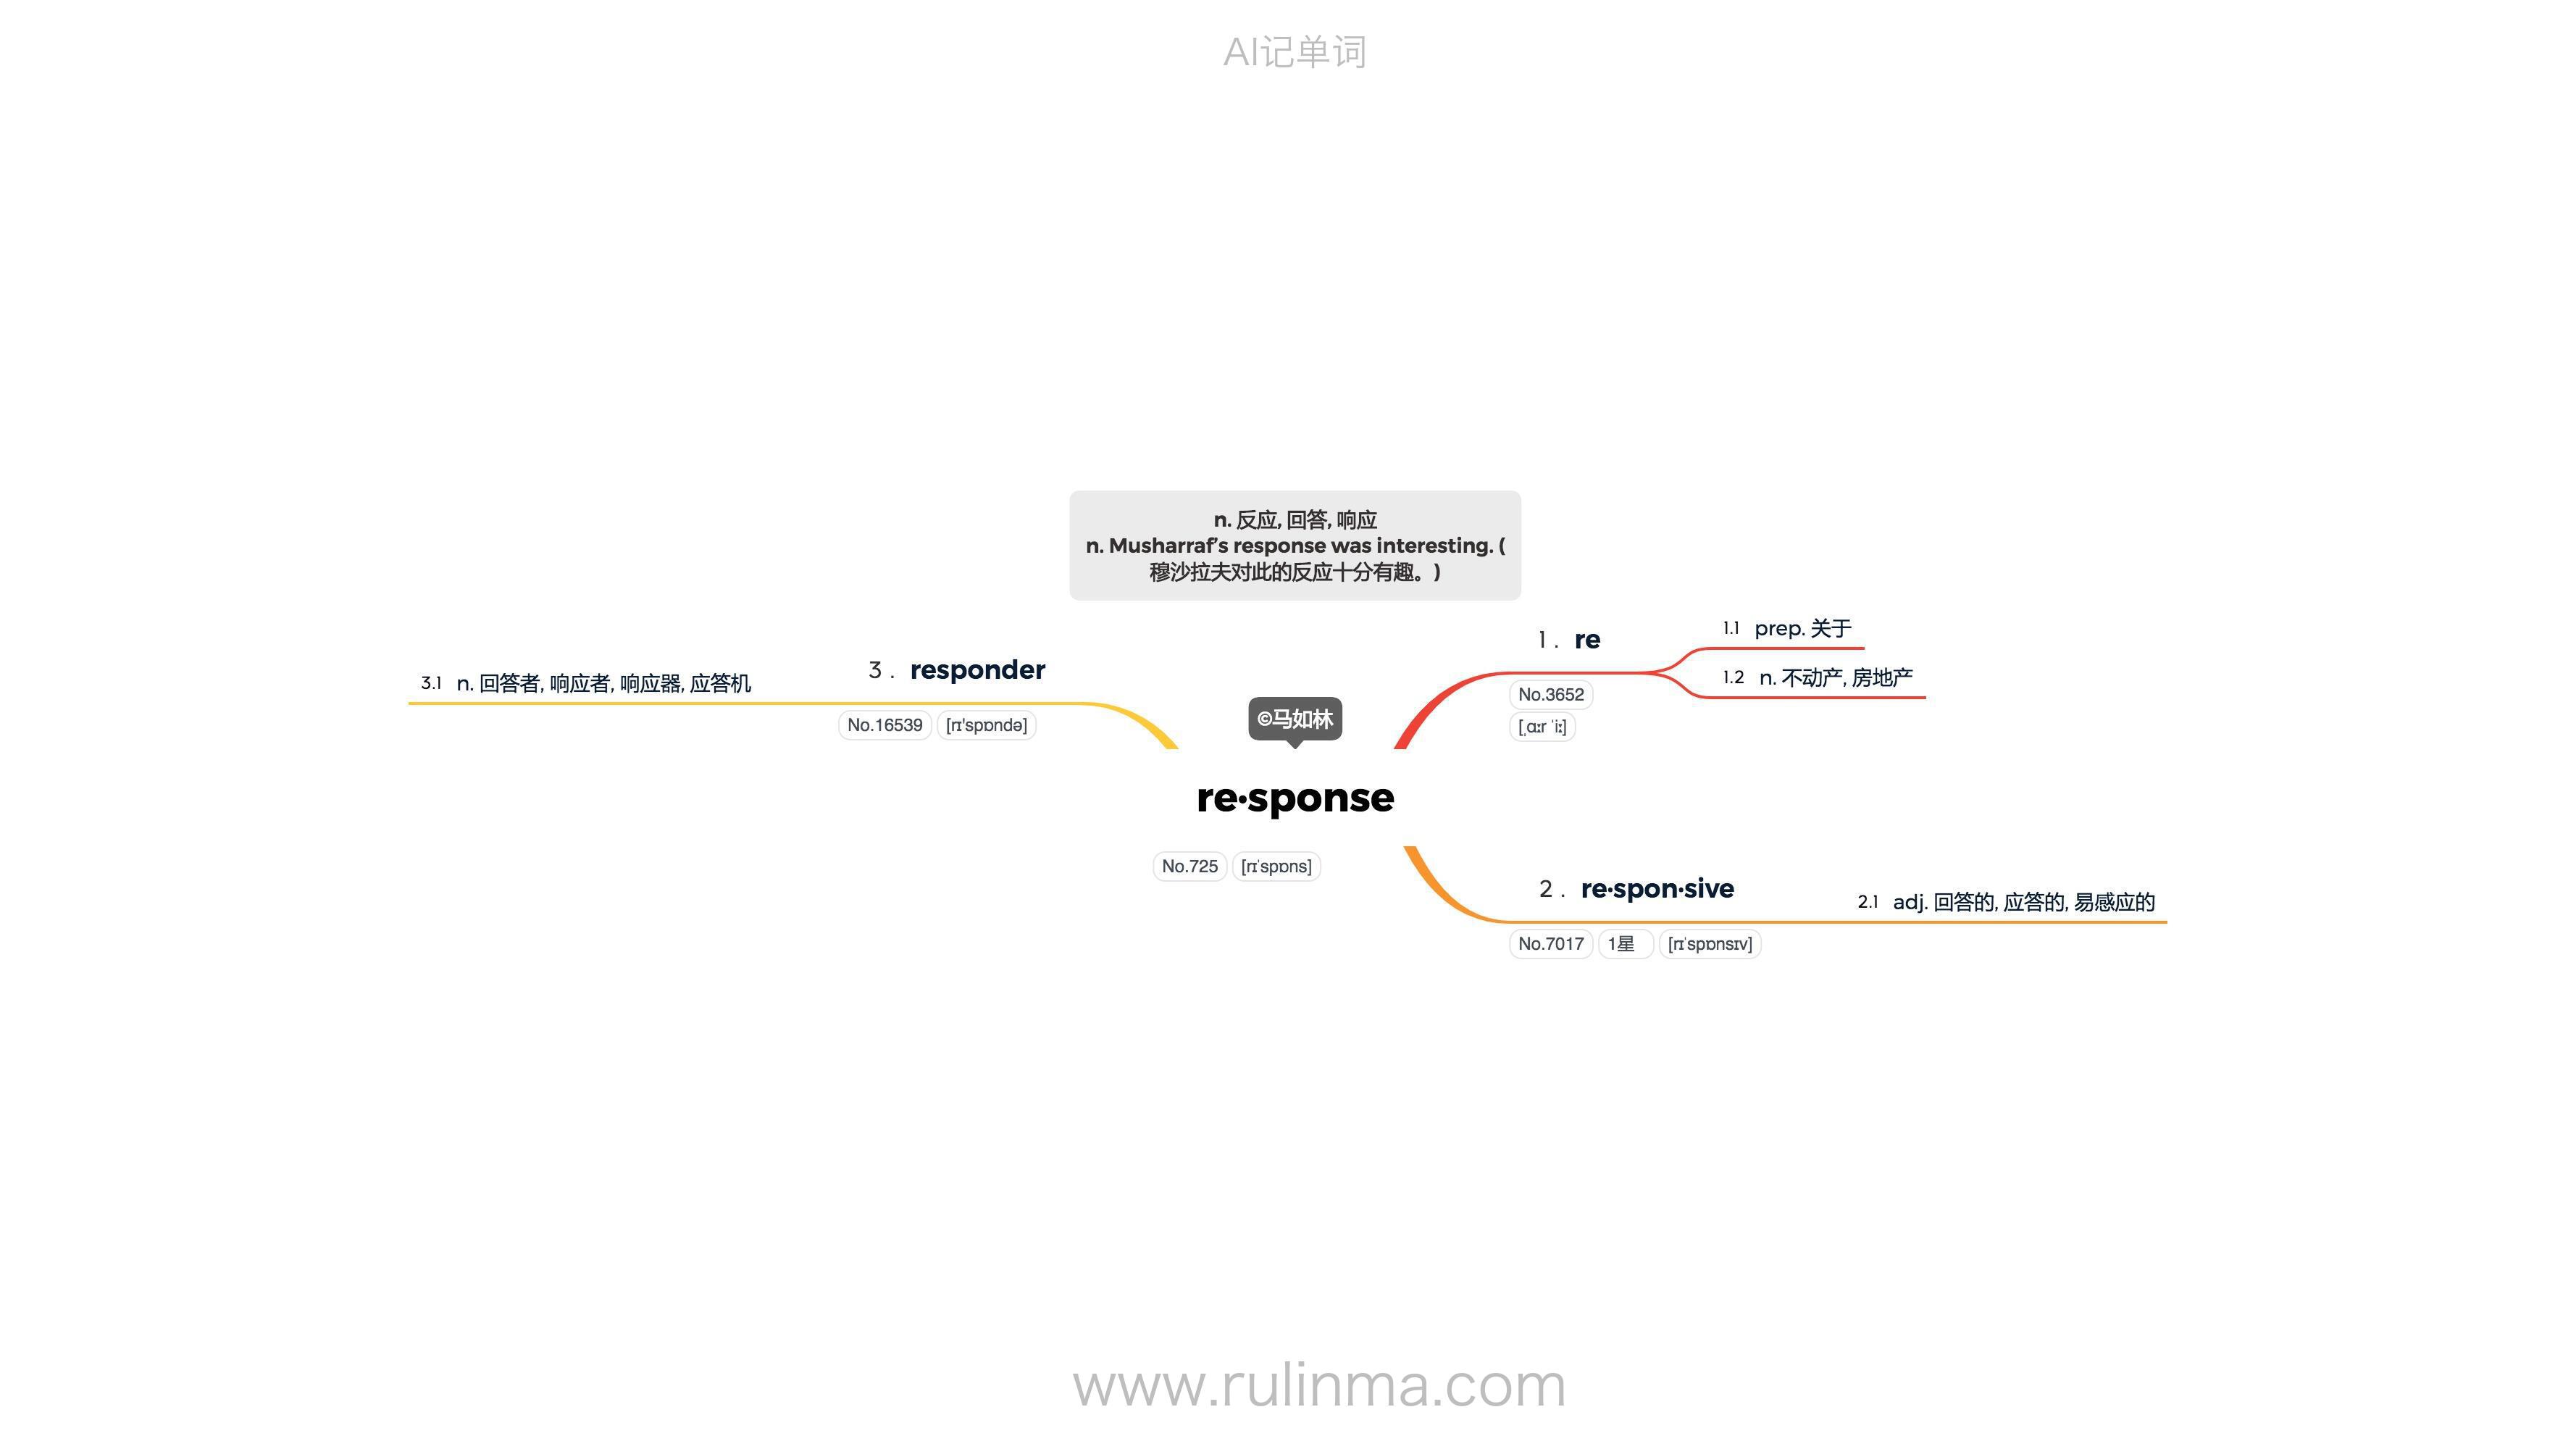 AI记单词
n. 反应, 回答, 响应
n. Musharraf’s response was interesting. (
穆沙拉夫对此的反应十分有趣。)
©马如林
re·sponse
No.725 [rɪˈspɒns]
1 . re
No.3652
[ˌɑːr ˈiː]
1.1 prep. 关于
1.2 n. 不动产, 房地产
2 . re·spon·sive
No.7017 1星 [rɪˈspɒnsɪv]
2.1 adj. 回答的, 应答的, 易感应的
3 . responder
No.16539 [rɪ'spɒndə]
3.1 n. 回答者, 响应者, 响应器, 应答机
www.rulinma.com